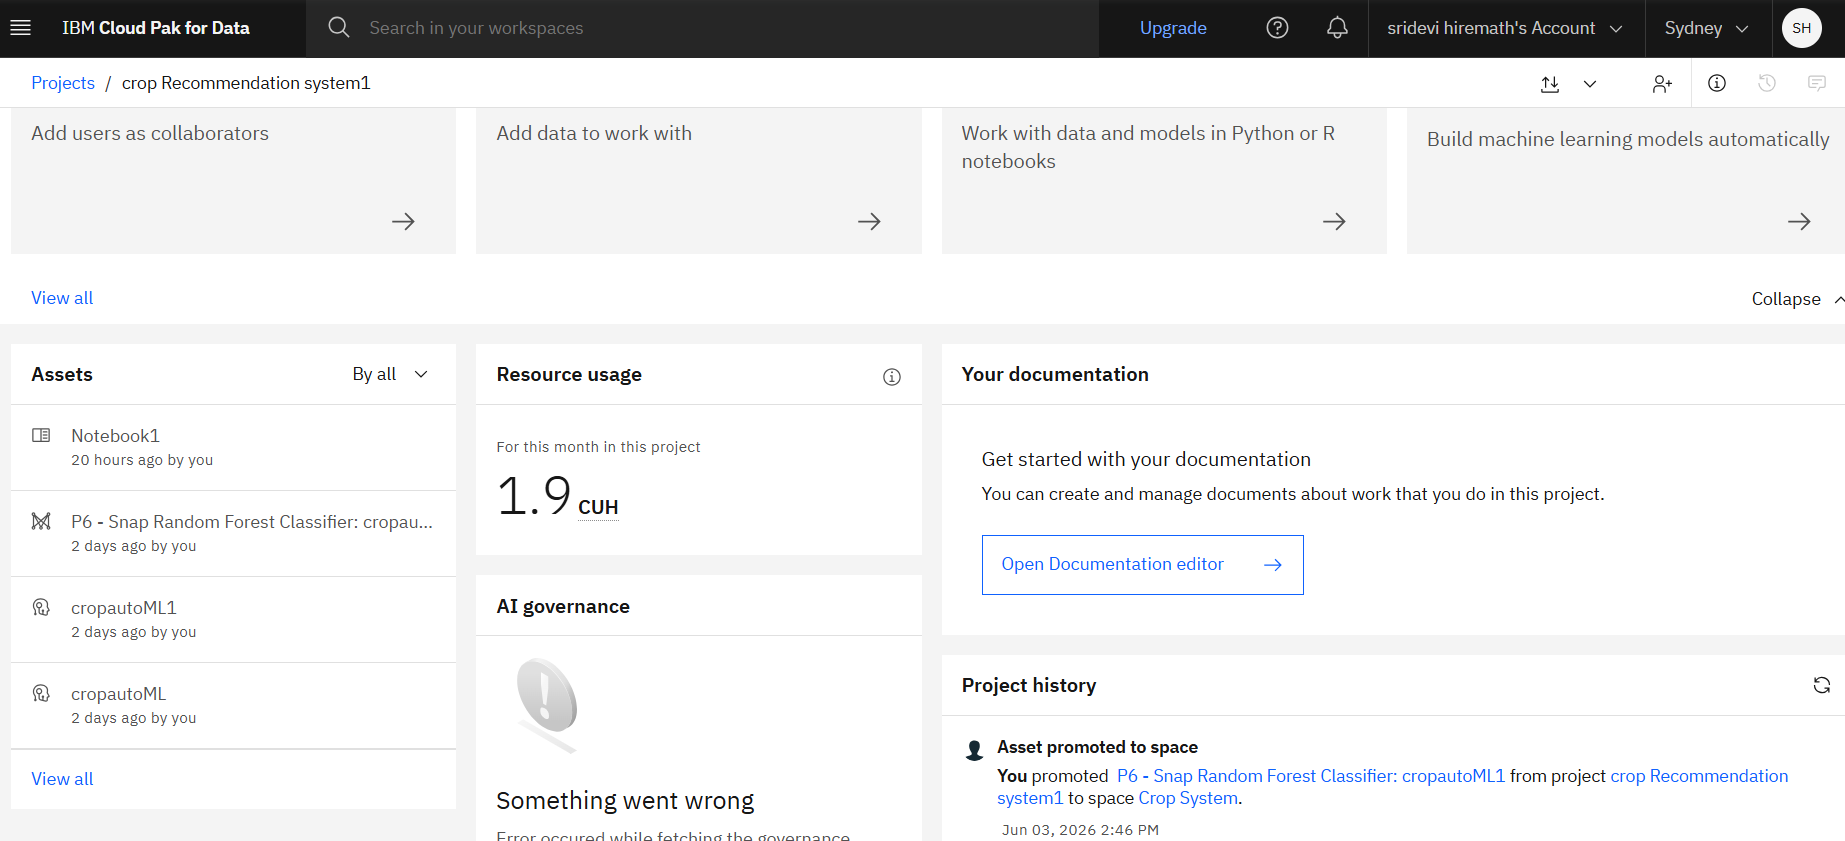 IBM Cloud Pak for Data
Search in your workspaces
Upgrade
sridevi hiremath's Account
Sydney
SH
Projects / crop Recommendation system1
Add users as collaborators
Add data to work with
Work with data and models in Python or R
notebooks
Build machine learning models automatically
View all
Collapse
Assets
By all
Notebook1
20 hours ago by you
P6 - Snap Random Forest Classifier: cropau...
2 days ago by you
cropautoML1
2 days ago by you
cropautoML
2 days ago by you
View all
Resource usage
For this month in this project
1.9 CUH
AI governance
Something went wrong
Error occured while fetching the governance
Your documentation
Get started with your documentation
You can create and manage documents about work that you do in this project.
Open Documentation editor
Project history
Asset promoted to space
You promoted P6 - Snap Random Forest Classifier: cropautoML1 from project crop Recommendation
system1 to space Crop System.
Jun 03, 2026 2:46 PM